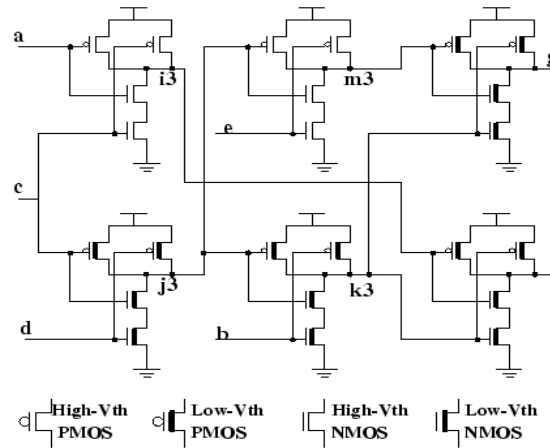 a
i3
m3
g
e
c
j3
k3
d
b
High-Vth PMOS
Low-Vth PMOS
High-Vth NMOS
Low-Vth NMOS